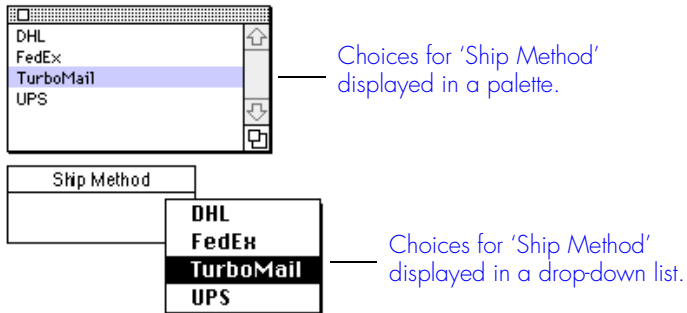 DHL
FedEx
TurboMail
UPS
Choices for ‘Ship Method’
displayed in a palette.
Ship Method
DHL
FedEx
TurboMail
UPS
Choices for ‘Ship Method’
displayed in a drop-down list.